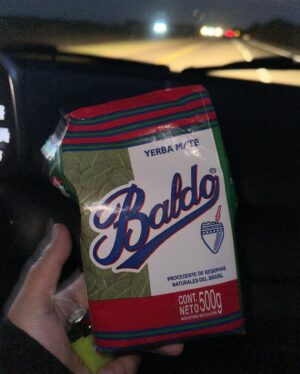 YERBA MATE
Baldo®
PROCEDENTE DE RESERVAS
NATURALES DEL BRASIL
CONT. NETO 500g